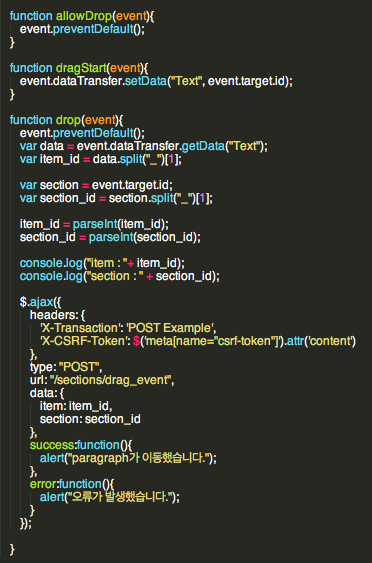 function allowDrop(event){
event.preventDefault();
}
function dragStart(event){
event.dataTransfer.setData("Text", event.target.id);
}
function drop(event){
event.preventDefault();
var data = event.dataTransfer.getData("Text");
var item_id = data.split("_")[1];
var section = event.target.id;
var section_id = section.split("_")[1];
item_id = parseInt(item_id);
section_id = parseInt(section_id);
console.log("item : "+ item_id);
console.log("section : " + section_id);
$.ajax({
headers: {
'X-Transaction': 'POST Example',
'X-CSRF-Token': $('meta[name="csrf-token"]').attr('content')
},
type: "POST",
url: "/sections/drag_event",
data: {
item: item_id,
section: section_id
},
success:function(){
alert("paragraph가 이동했습니다.");
},
error:function(){
alert("오류가 발생했습니다.");
}
});
}